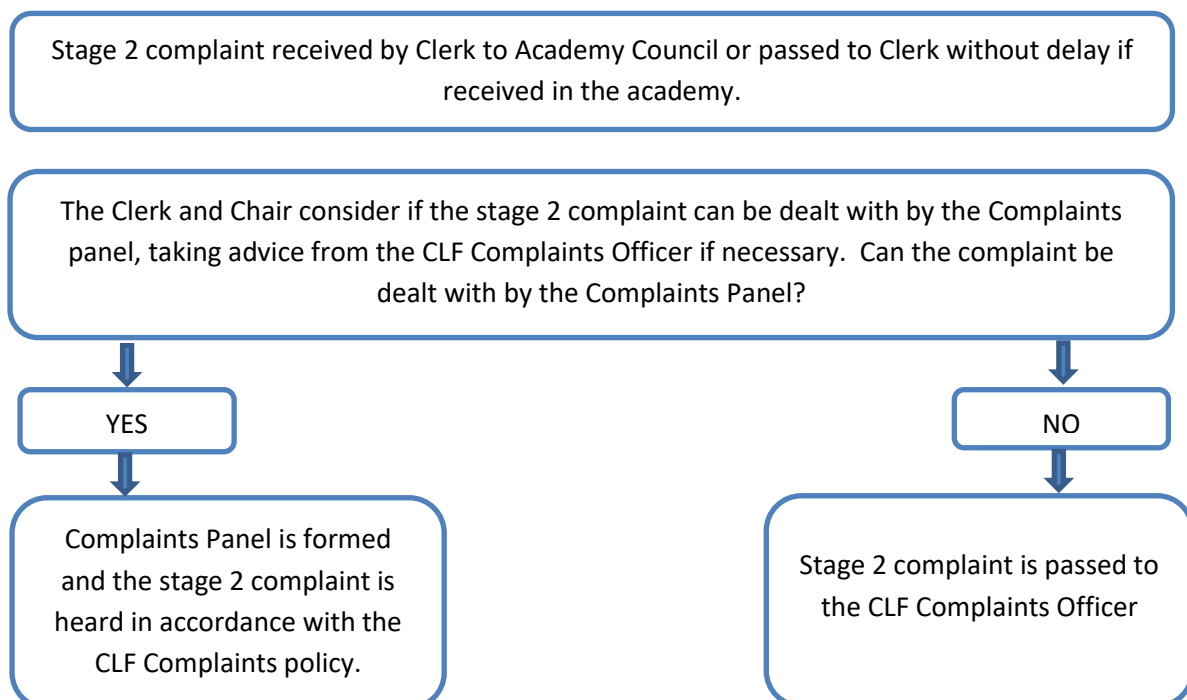 Stage 2 complaint received by Clerk to Academy Council or passed to Clerk without delay if
received in the academy.
The Clerk and Chair consider if the stage 2 complaint can be dealt with by the Complaints
panel, taking advice from the CLF Complaints Officer if necessary.  Can the complaint be
dealt with by the Complaints Panel?
YES
NO
Complaints Panel is formed
and the stage 2 complaint is
heard in accordance with the
CLF Complaints policy.
Stage 2 complaint is passed to
the CLF Complaints Officer